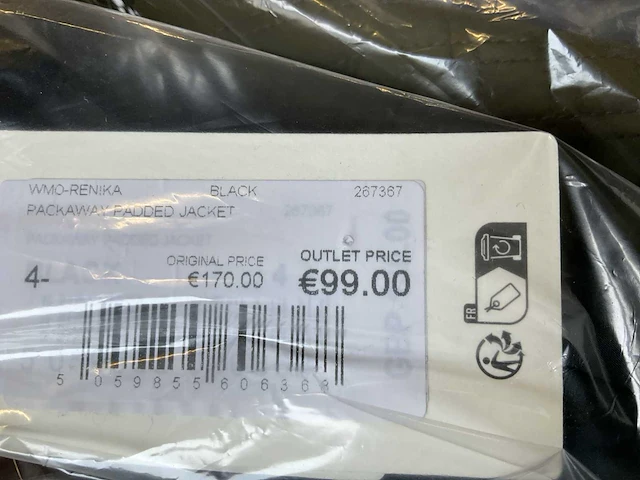 WMO-RENIKA BLACK 267367
PACKAWAY PADDED JACKET
ORIGINAL PRICE OUTLET PRICE
4- €170.00 €99.00
5 059855 606368
FR